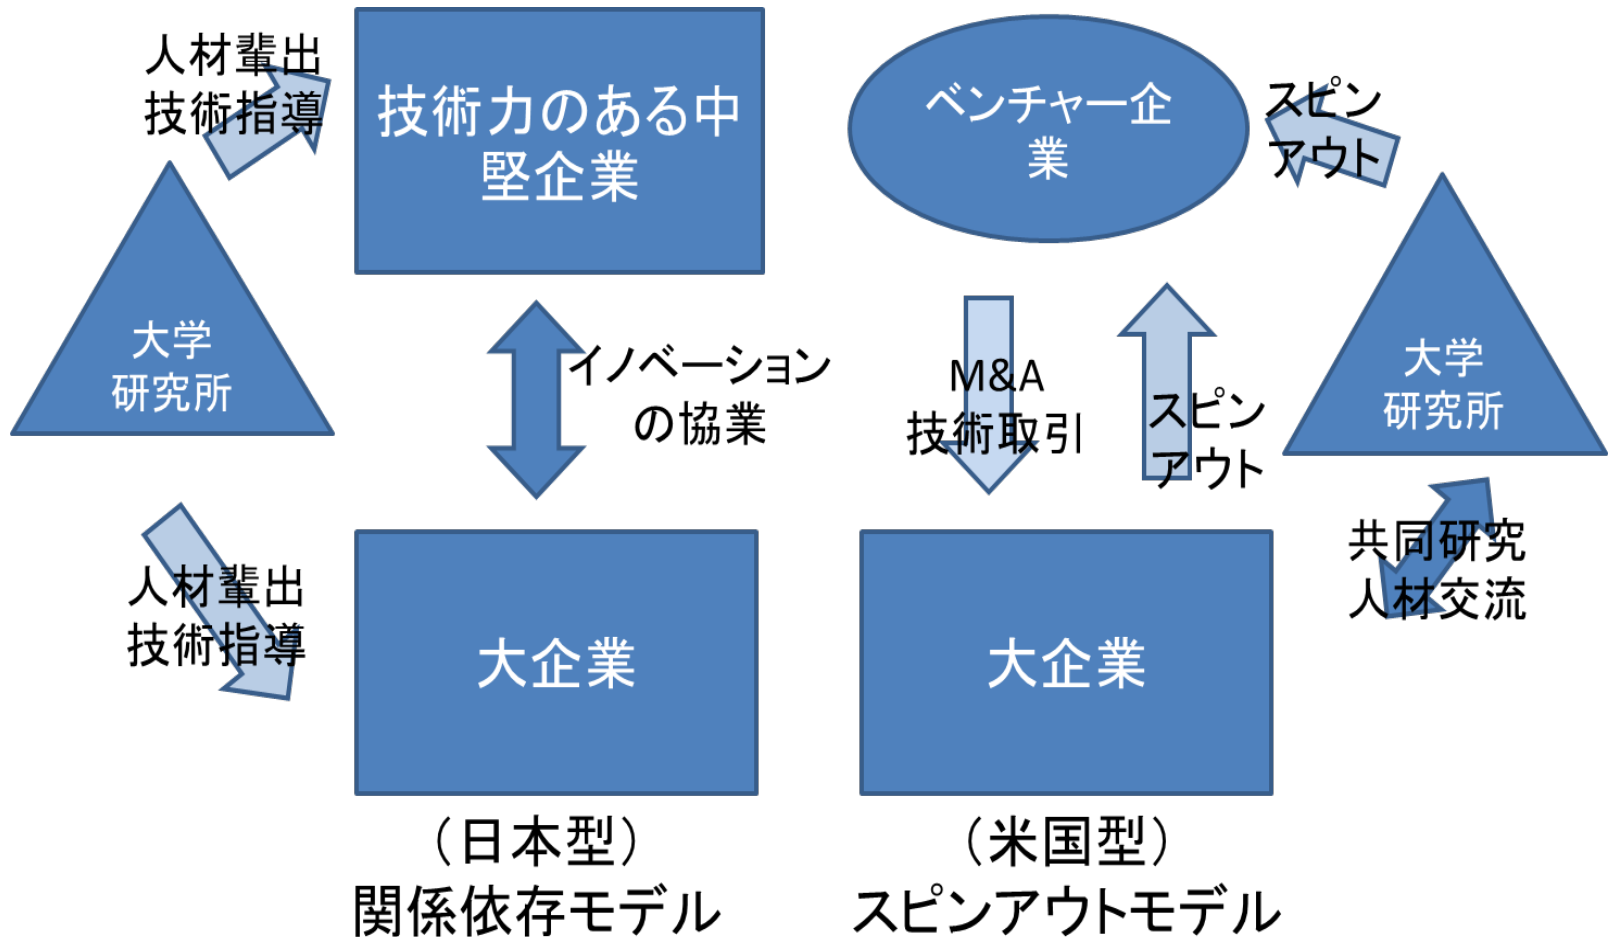 人材輩出
技術指導
技術力のある中
堅企業
大学
研究所
イノベーション
の協業
人材輩出
技術指導
大企業
（日本型）
関係依存モデル
ベンチャー企
業
スピン
アウト
M&A
技術取引
スピン
アウト
大学
研究所
共同研究
人材交流
大企業
（米国型）
スピンアウトモデル